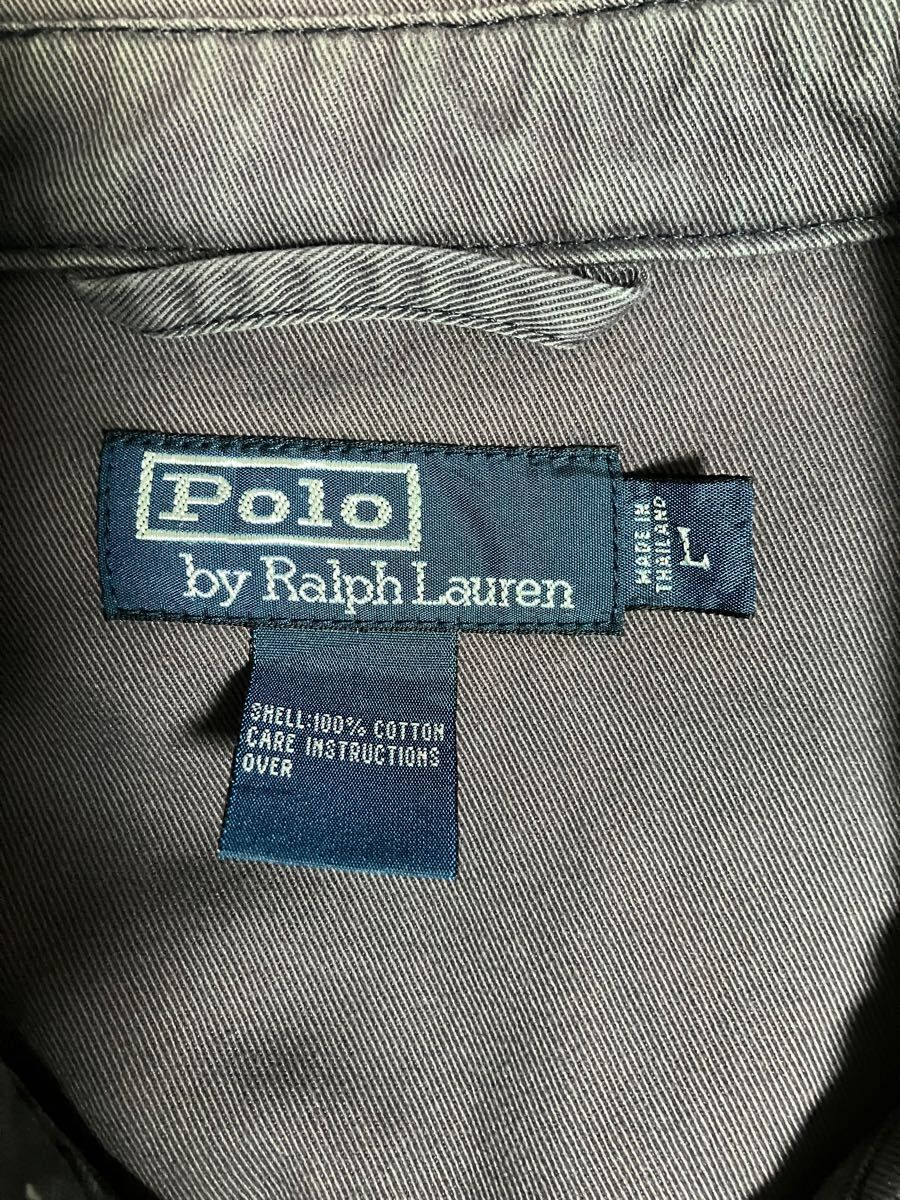 Polo
by Ralph Lauren
MADE IN
THAILAND
L
SHELL:100% COTTON
CARE INSTRUCTIONS
OVER